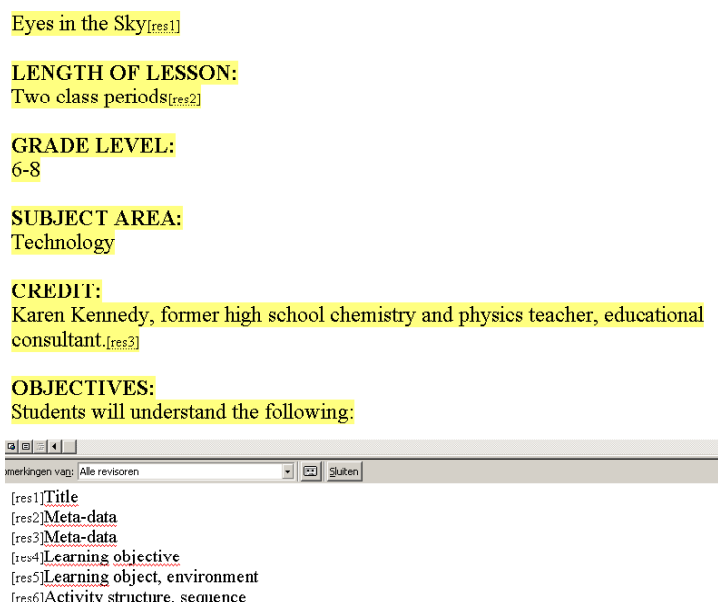 Eyes in the Sky[res1]
LENGTH OF LESSON:
Two class periods[res2]
GRADE LEVEL:
6-8
SUBJECT AREA:
Technology
CREDIT:
Karen Kennedy, former high school chemistry and physics teacher, educational
consultant.[res3]
OBJECTIVES:
Students will understand the following:
omerkingen van: Alle revisoren Sluiten
[res1]Title
[res2]Meta-data
[res3]Meta-data
[res4]Learning objective
[res5]Learning object, environment
[res6]Activity structure, sequence